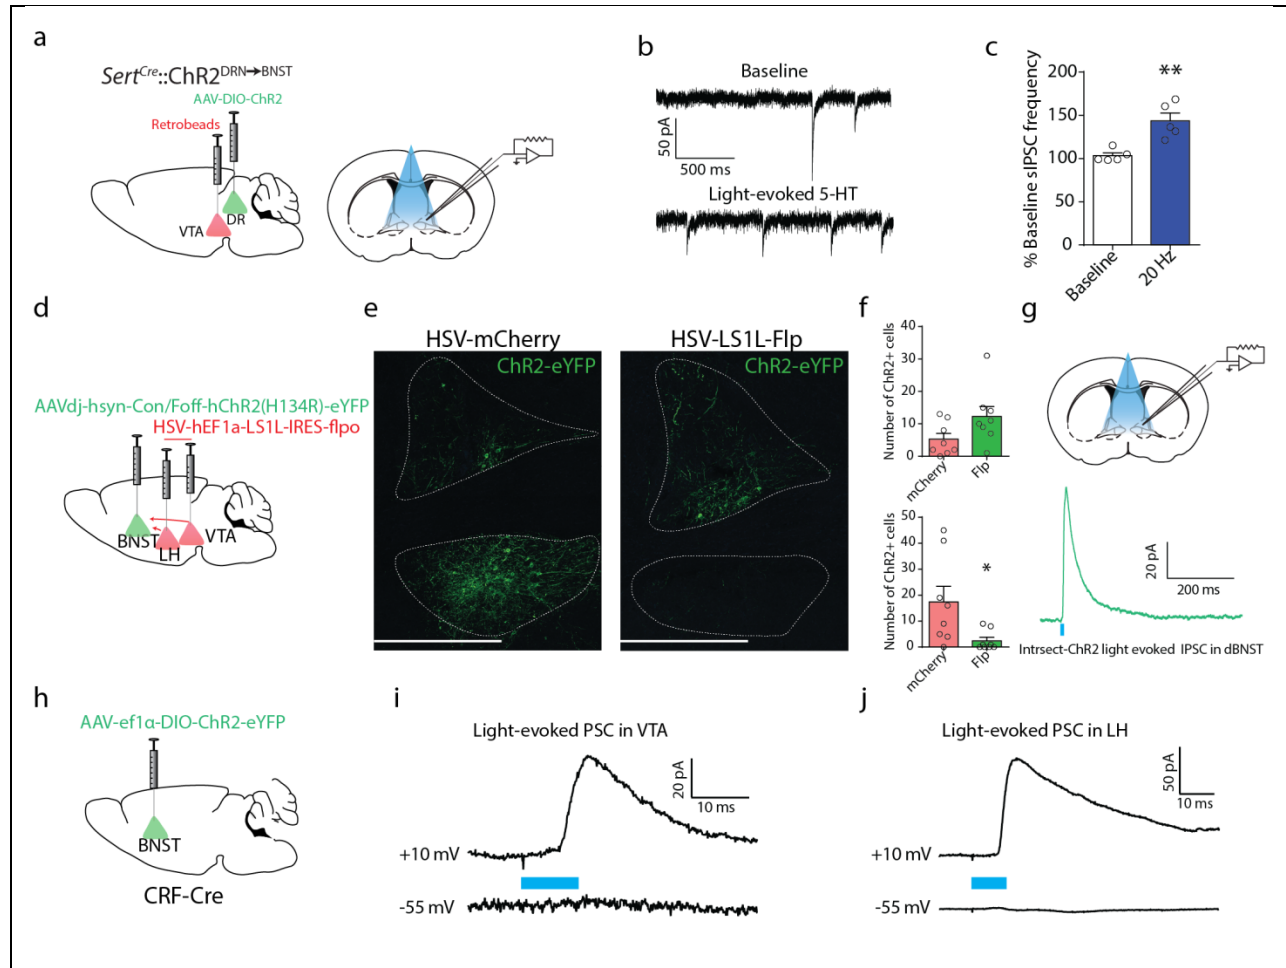 a
Sert^Cre::ChR2^DRN→BNST
AAV-DIO-ChR2
Retrobeads
DR
VTA
b
Baseline
50 pA
500 ms
Light-evoked 5-HT
c
% Baseline sIPSC frequency
200
150
100
50
0
**
Baseline
20 Hz
d
AAVdj-hsyn-Con/Foff-hChR2(H134R)-eYFP
HSV-hEF1a-LS1L-IRES-flpo
BNST
LH
VTA
e
HSV-mCherry
ChR2-eYFP
HSV-LS1L-Flp
ChR2-eYFP
f
Number of ChR2+ cells
40
30
20
10
0
mCherry
Flp
Number of ChR2+ cells
50
40
30
20
10
0
*
mCherry
Flp
g
20 pA
200 ms
Intrsect-ChR2 light evoked IPSC in dBNST
h
AAV-ef1α-DIO-ChR2-eYFP
BNST
CRF-Cre
i
Light-evoked PSC in VTA
20 pA
10 ms
+10 mV
-55 mV
j
Light-evoked PSC in LH
50 pA
10 ms
+10 mV
-55 mV